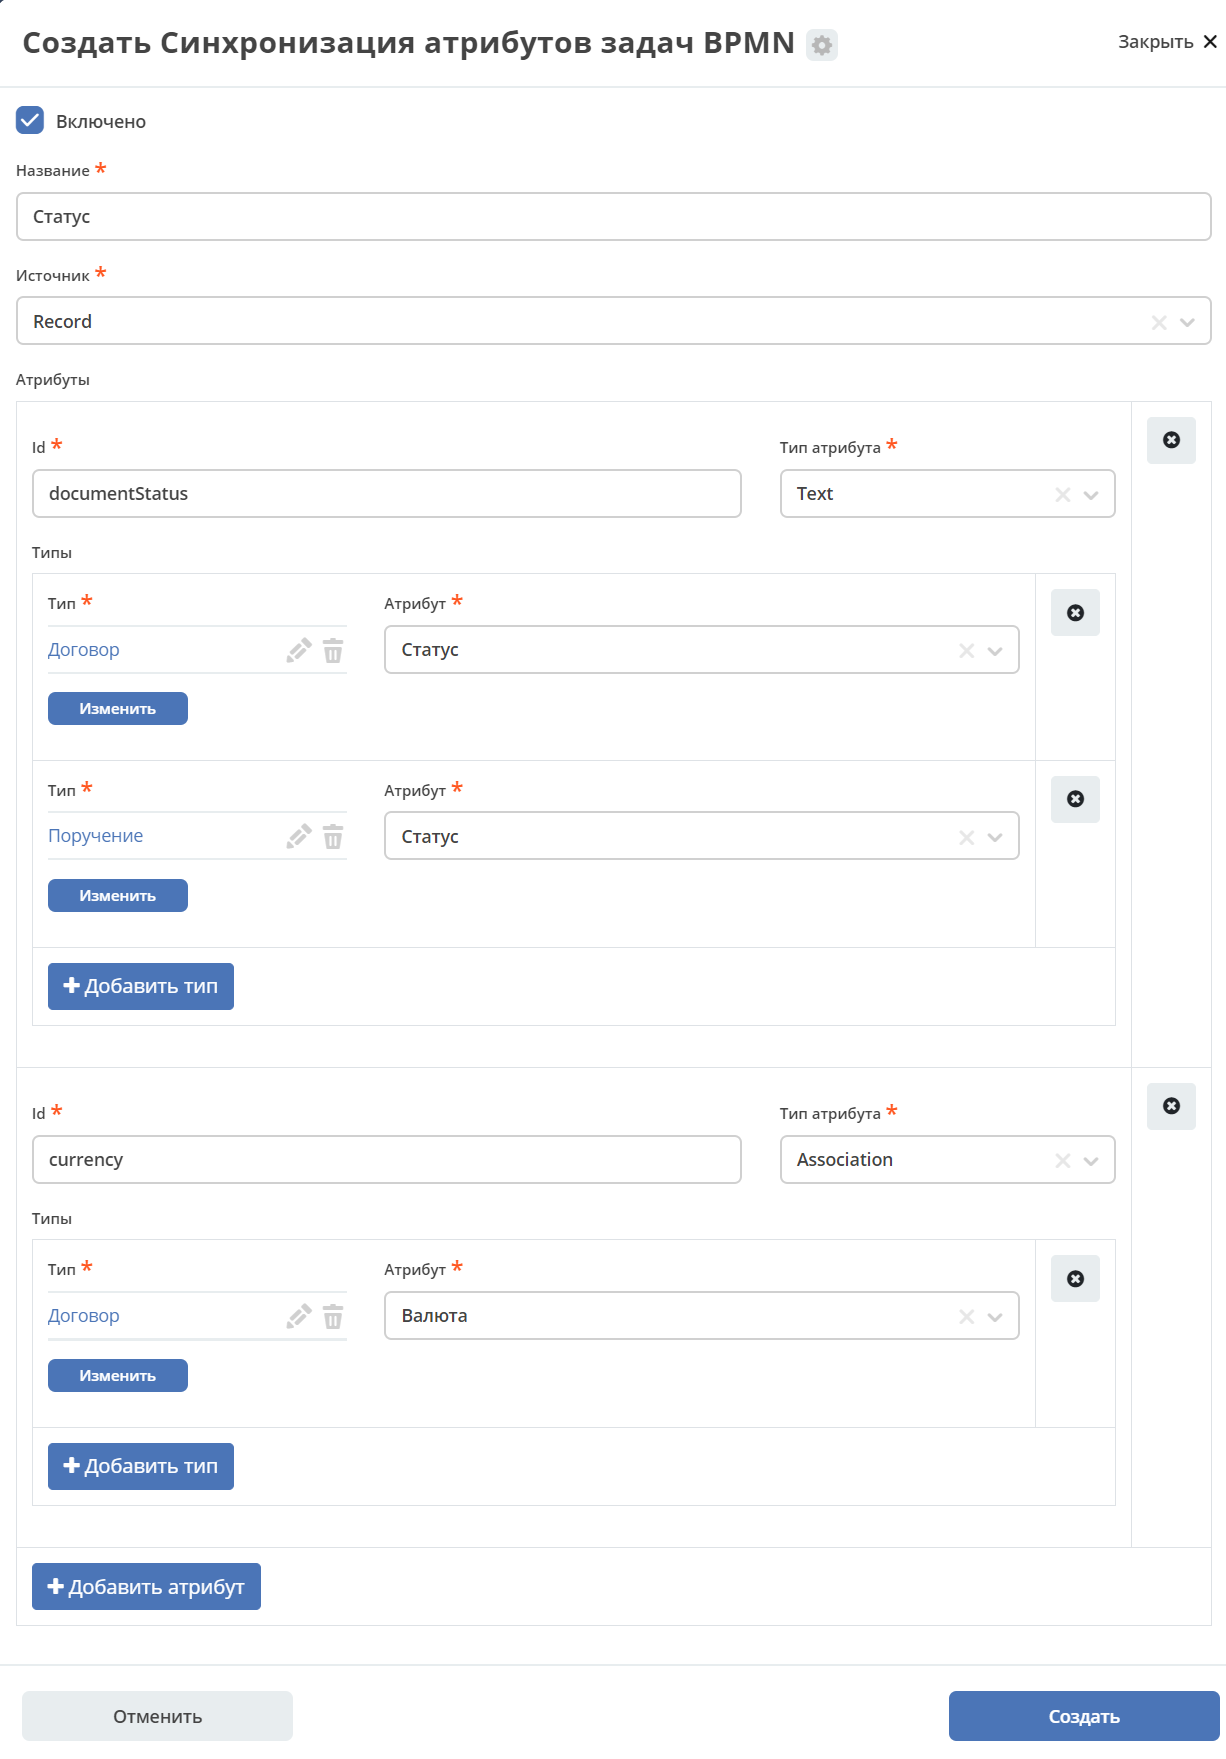 Создать Синхронизация атрибутов задач BPMN
Закрыть
Включено
Название *
Статус
Источник *
Record
Атрибуты
Id * Тип атрибута *
documentStatus Text
Типы
Тип * Атрибут *
Договор Статус
Изменить
Тип * Атрибут *
Поручение Статус
Изменить
Добавить тип
Id * Тип атрибута *
currency Association
Типы
Тип * Атрибут *
Договор Валюта
Изменить
Добавить тип
Добавить атрибут
Отменить Создать